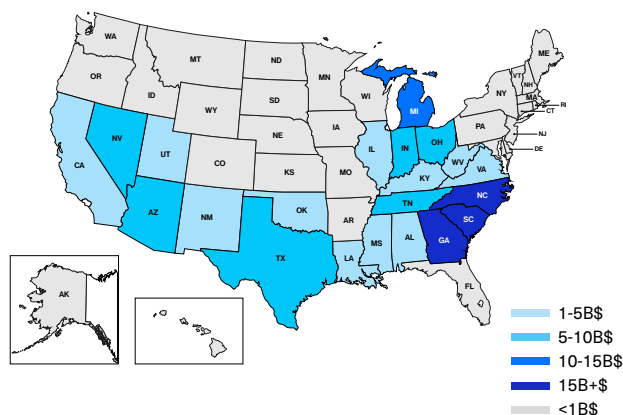 WA
MT
ND
MN
ME
OR
ID
SD
WI
MI
VT
NH
NY
MA
RI
CT
WY
IA
PA
NJ
NV
NE
IL
IN
OH
DE
CA
UT
CO
KS
MO
WV
VA
KY
AZ
NM
OK
AR
TN
NC
SC
TX
LA
MS
AL
GA
FL
AK
1-5B$
5-10B$
10-15B$
15B+$
<1B$